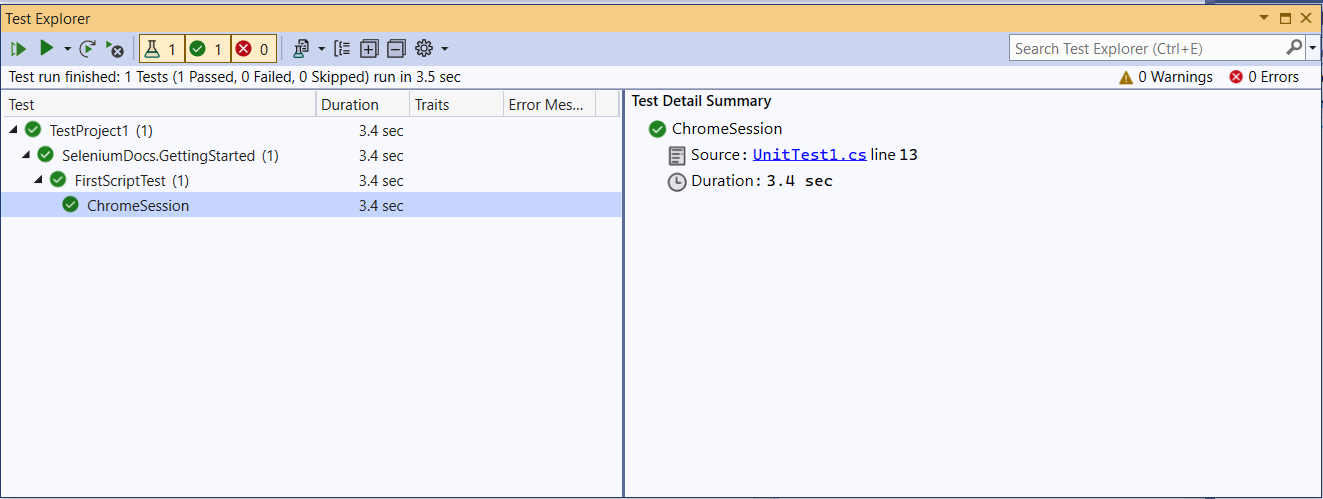 Test Explorer
1 1 0
Search Test Explorer (Ctrl+E)
Test run finished: 1 Tests (1 Passed, 0 Failed, 0 Skipped) run in 3.5 sec
0 Warnings 0 Errors
Test Duration Traits Error Mes...
TestProject1 (1) 3.4 sec
SeleniumDocs.GettingStarted (1) 3.4 sec
FirstScriptTest (1) 3.4 sec
ChromeSession 3.4 sec
Test Detail Summary
ChromeSession
Source: UnitTest1.cs line 13
Duration: 3.4 sec